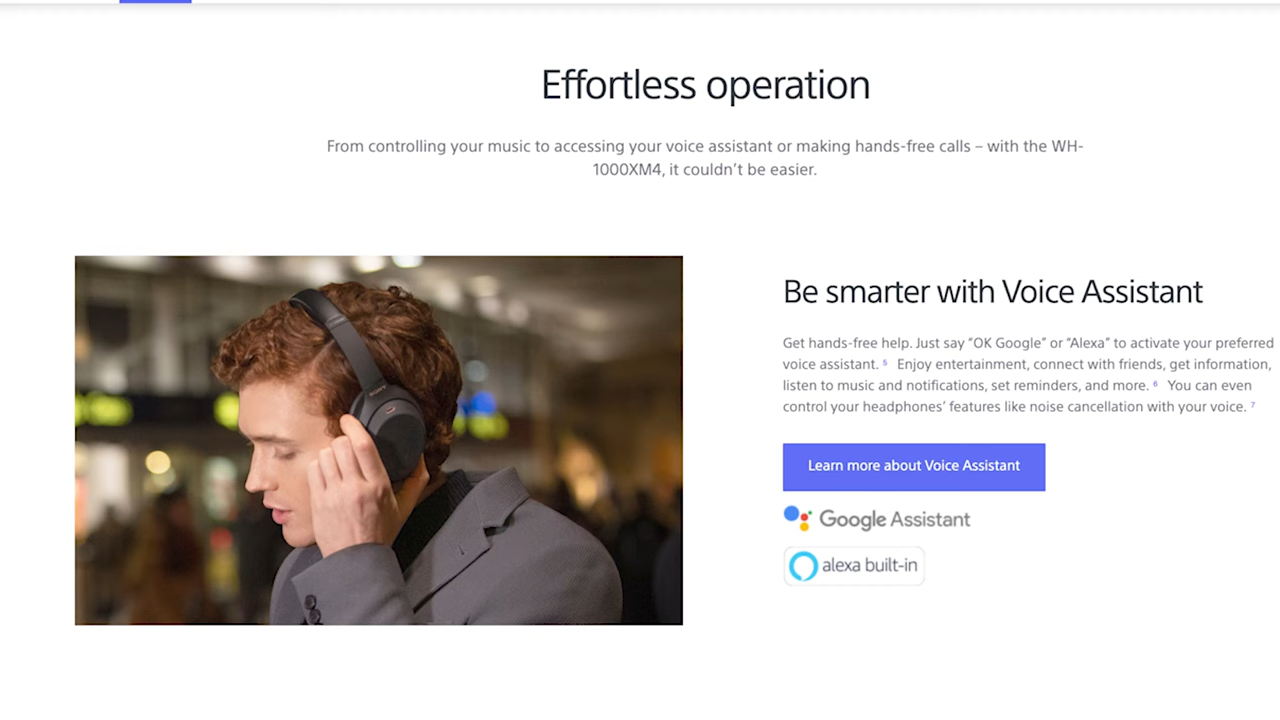 Effortless operation
From controlling your music to accessing your voice assistant or making hands-free calls – with the WH-
1000XM4, it couldn’t be easier.
SONY
Be smarter with Voice Assistant
Get hands-free help. Just say “OK Google” or “Alexa” to activate your preferred
voice assistant. 5 Enjoy entertainment, connect with friends, get information,
listen to music and notifications, set reminders, and more. 6 You can even
control your headphones’ features like noise cancellation with your voice. 7
Learn more about Voice Assistant
Google Assistant
alexa built-in